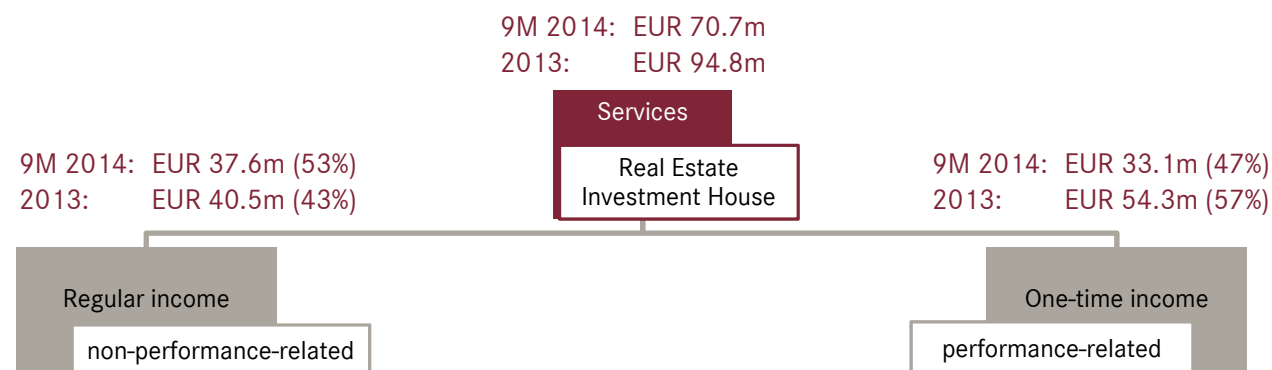 9M 2014: EUR 70.7m
2013: EUR 94.8m
Services
Real Estate
Investment House
9M 2014: EUR 37.6m (53%)
2013: EUR 40.5m (43%)
9M 2014: EUR 33.1m (47%)
2013: EUR 54.3m (57%)
Regular income
non-performance-related
One-time income
performance-related